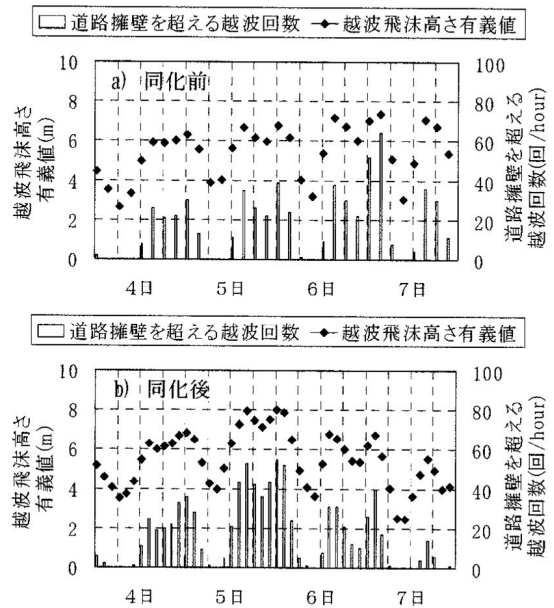 道路擁壁を超える越波回数 越波飛沫高さ有義値
越波飛沫高さ
有義値(m)
10
8
6
4
2
0
a) 同化前
100
80
60
40
20
0
道路擁壁を超える
越波回数(回/hour)
4日 5日 6日 7日
道路擁壁を超える越波回数 越波飛沫高さ有義値
越波飛沫高さ
有義値(m)
10
8
6
4
2
0
b) 同化後
100
80
60
40
20
0
道路擁壁を超える
越波回数(回/hour)
4日 5日 6日 7日